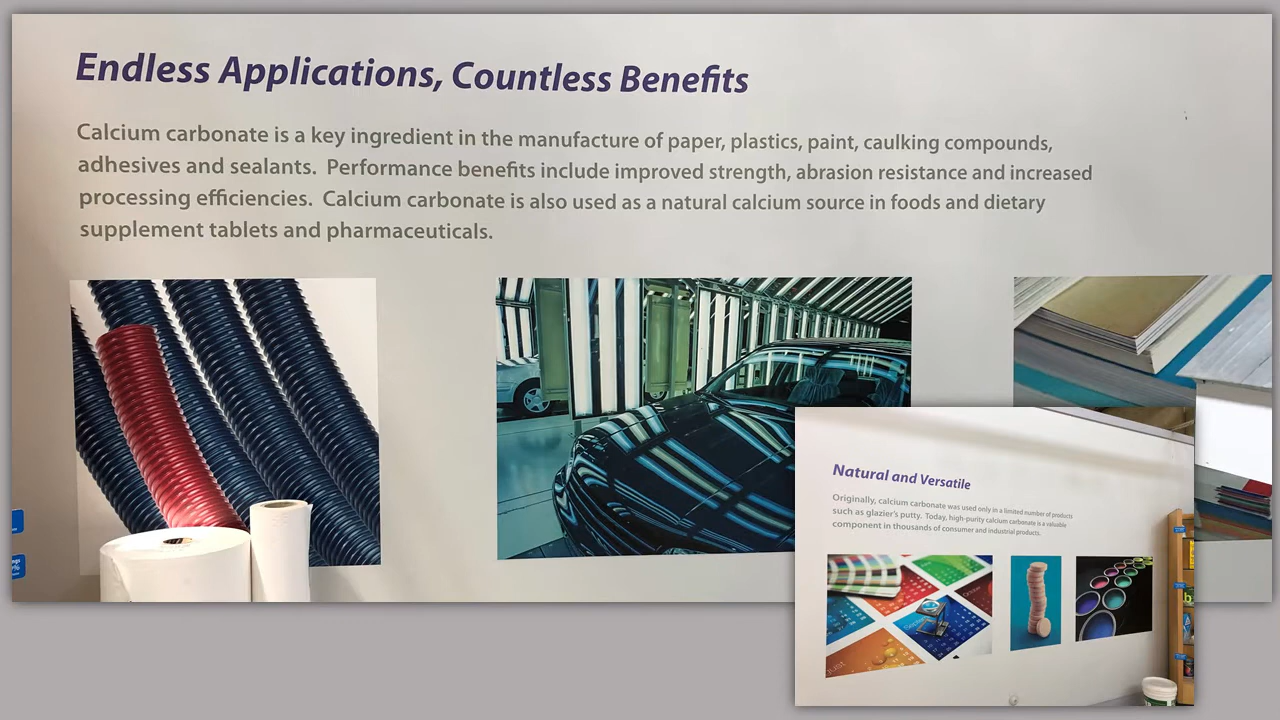 Endless Applications, Countless Benefits
Calcium carbonate is a key ingredient in the manufacture of paper, plastics, paint, caulking compounds,
adhesives and sealants. Performance benefits include improved strength, abrasion resistance and increased
processing efficiencies. Calcium carbonate is also used as a natural calcium source in foods and dietary
supplement tablets and pharmaceuticals.
Natural and Versatile
Originally, calcium carbonate was used only in a limited number of products
such as glazier's putty. Today, high-purity calcium carbonate is a valuable
component in thousands of consumer and industrial products.